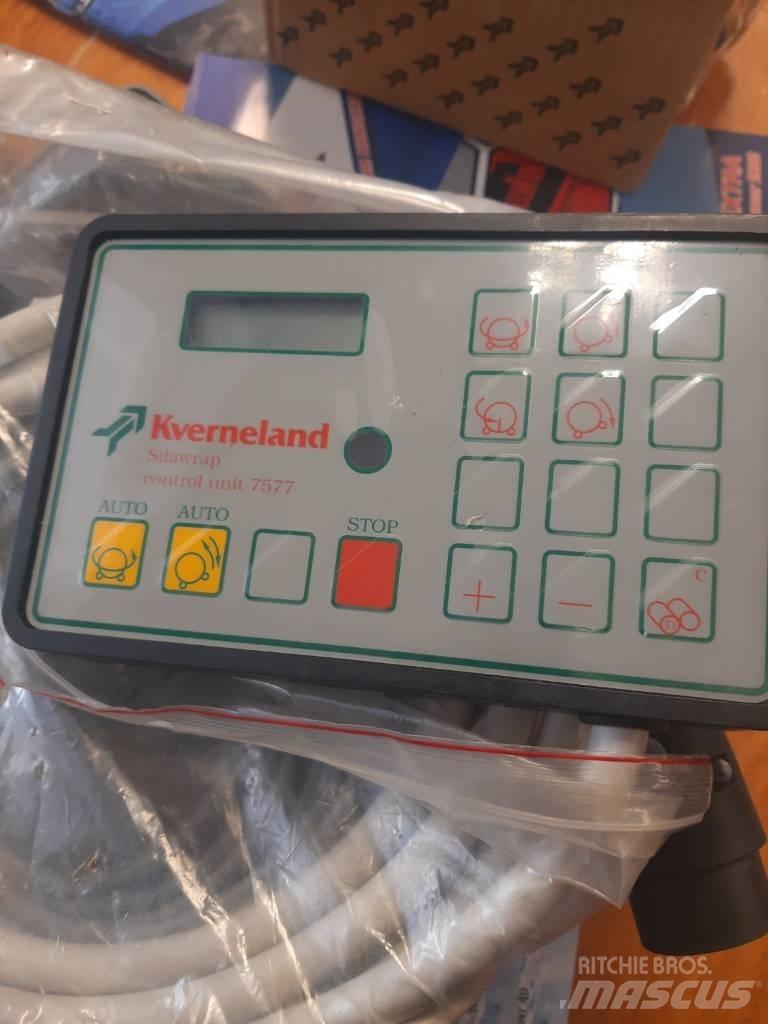 Kverneland
Silawrap
control unit 7577
AUTO
AUTO
STOP
+
−
C
n
RITCHIE BROS.
MASCUS